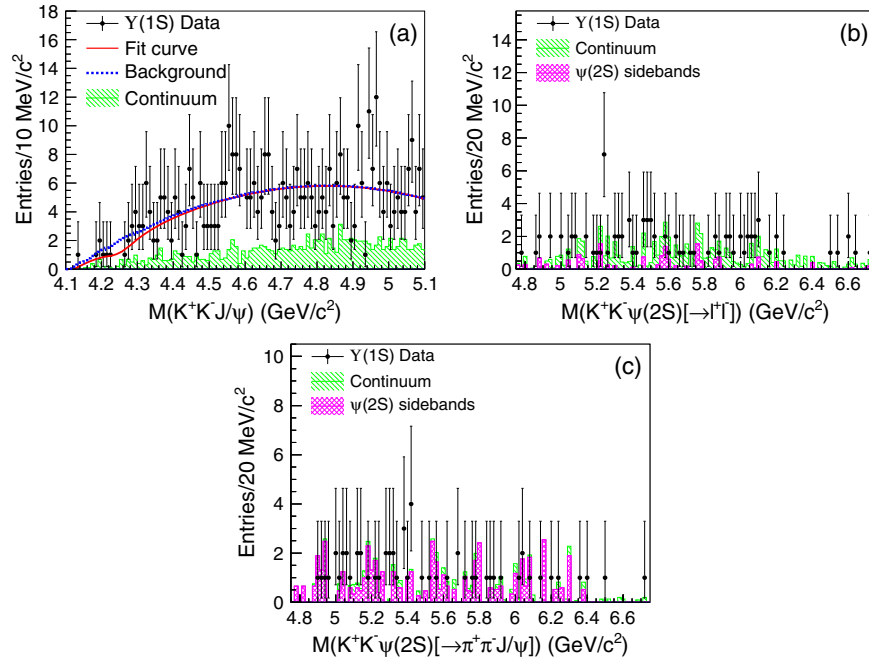 (a)
ϒ(1S) Data
Fit curve
Background
Continuum
Entries/10 MeV/c²
18
16
14
12
10
8
6
4
2
0
4.1 4.2 4.3 4.4 4.5 4.6 4.7 4.8 4.9 5 5.1
M(K⁺K⁻J/ψ) (GeV/c²)
(b)
ϒ(1S) Data
Continuum
ψ(2S) sidebands
Entries/20 MeV/c²
14
12
10
8
6
4
2
0
4.8 5 5.2 5.4 5.6 5.8 6 6.2 6.4 6.6
M(K⁺K⁻ψ(2S)[→l⁺l⁻]) (GeV/c²)
(c)
ϒ(1S) Data
Continuum
ψ(2S) sidebands
Entries/20 MeV/c²
10
8
6
4
2
0
4.8 5 5.2 5.4 5.6 5.8 6 6.2 6.4 6.6
M(K⁺K⁻ψ(2S)[→π⁺π⁻J/ψ]) (GeV/c²)